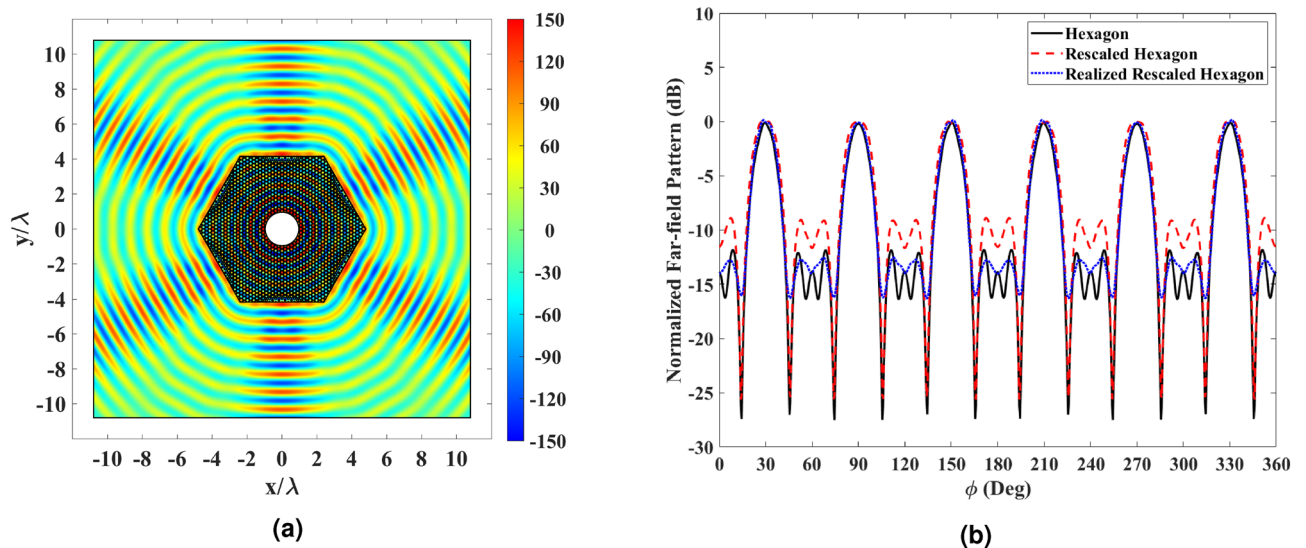 10
8
6
4
2
0
-2
-4
-6
-8
-10
y/λ
-10 -8 -6 -4 -2 0 2 4 6 8 10
x/λ
150
120
90
60
30
0
-30
-60
-90
-120
-150
(a)
10
5
0
-5
-10
-15
-20
-25
-30
Normalized Far-field Pattern (dB)
Hexagon
Rescaled Hexagon
Realized Rescaled Hexagon
0 30 60 90 120 150 180 210 240 270 300 330 360
ϕ (Deg)
(b)